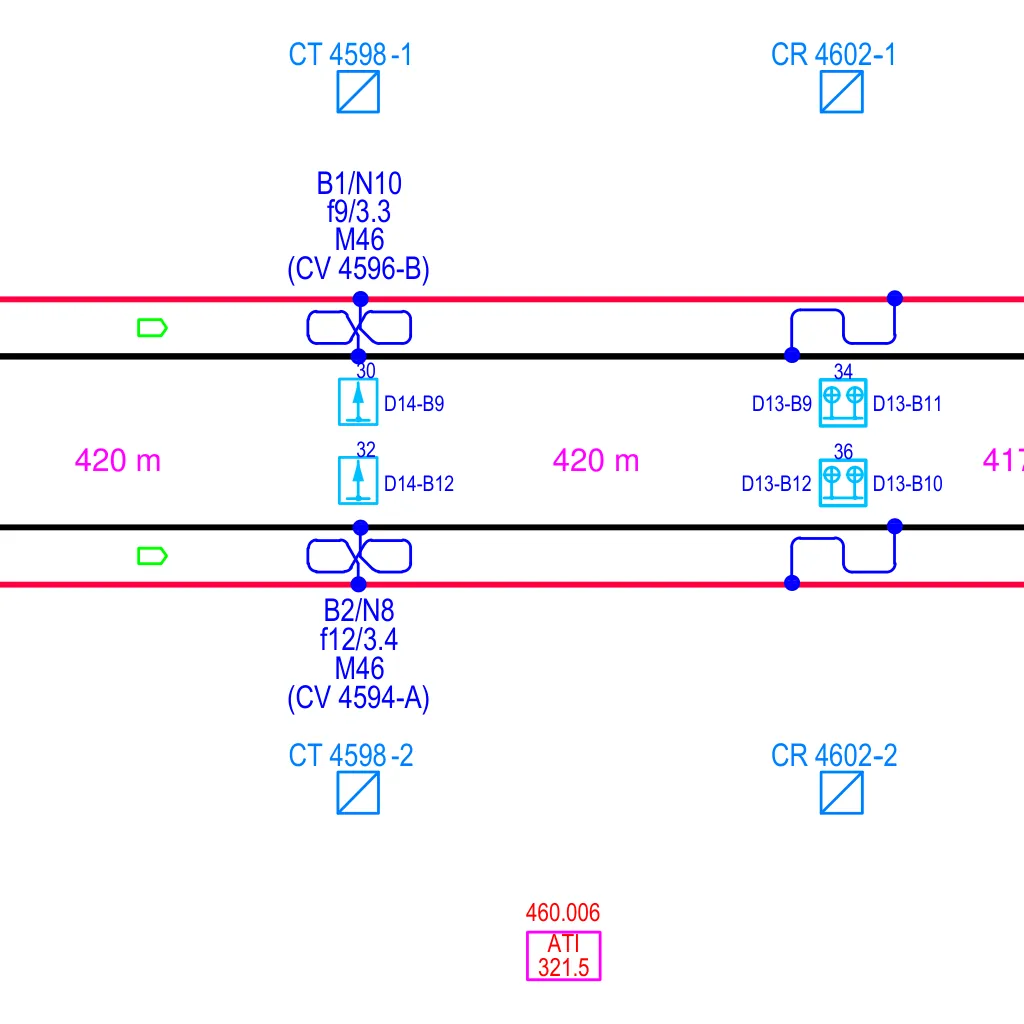 CT 4598-1
CR 4602-1
B1/N10
f9/3.3
M46
(CV 4596-B)
30
34
D14-B9
D13-B9
D13-B11
420 m
420 m
417
32
36
D14-B12
D13-B12
D13-B10
B2/N8
f12/3.4
M46
(CV 4594-A)
CT 4598-2
CR 4602-2
460.006
ATI
321.5